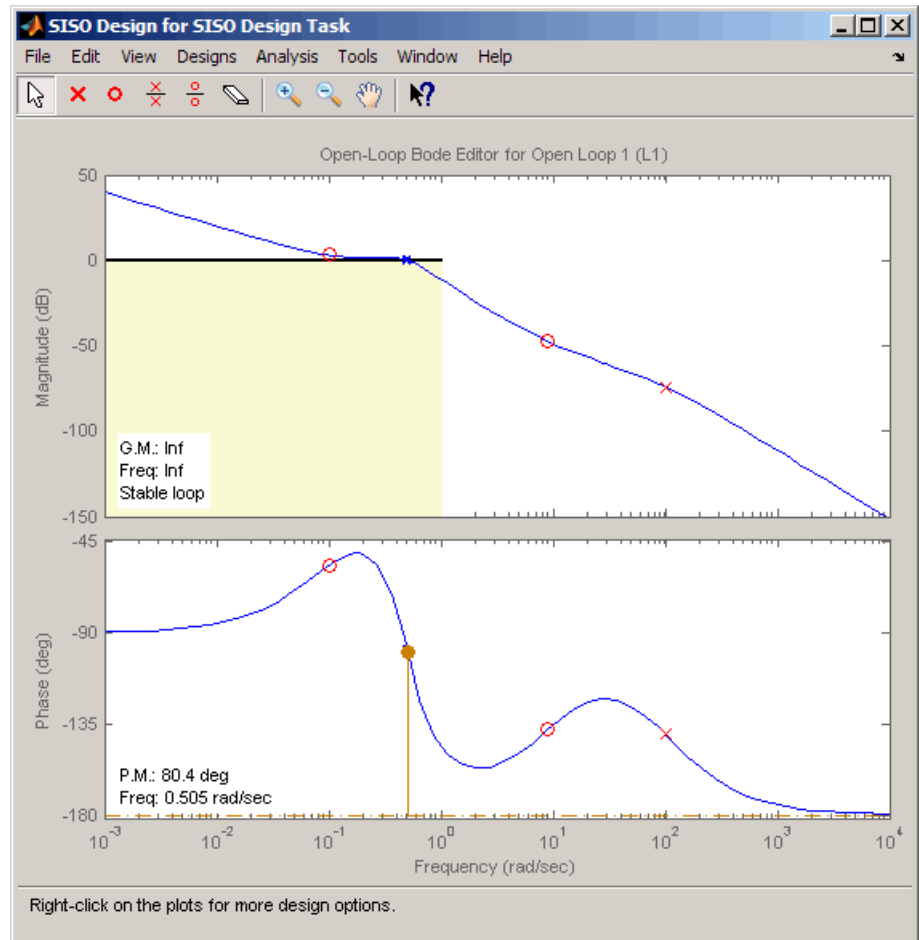 SISO Design for SISO Design Task
File Edit View Designs Analysis Tools Window Help
Open-Loop Bode Editor for Open Loop 1 (L1)
50
0
-50
-100
-150
Magnitude (dB)
G.M.: Inf
Freq: Inf
Stable loop
-45
-90
-135
-180
Phase (deg)
P.M.: 80.4 deg
Freq: 0.505 rad/sec
10^-3 10^-2 10^-1 10^0 10^1 10^2 10^3 10^4
Frequency (rad/sec)
Right-click on the plots for more design options.